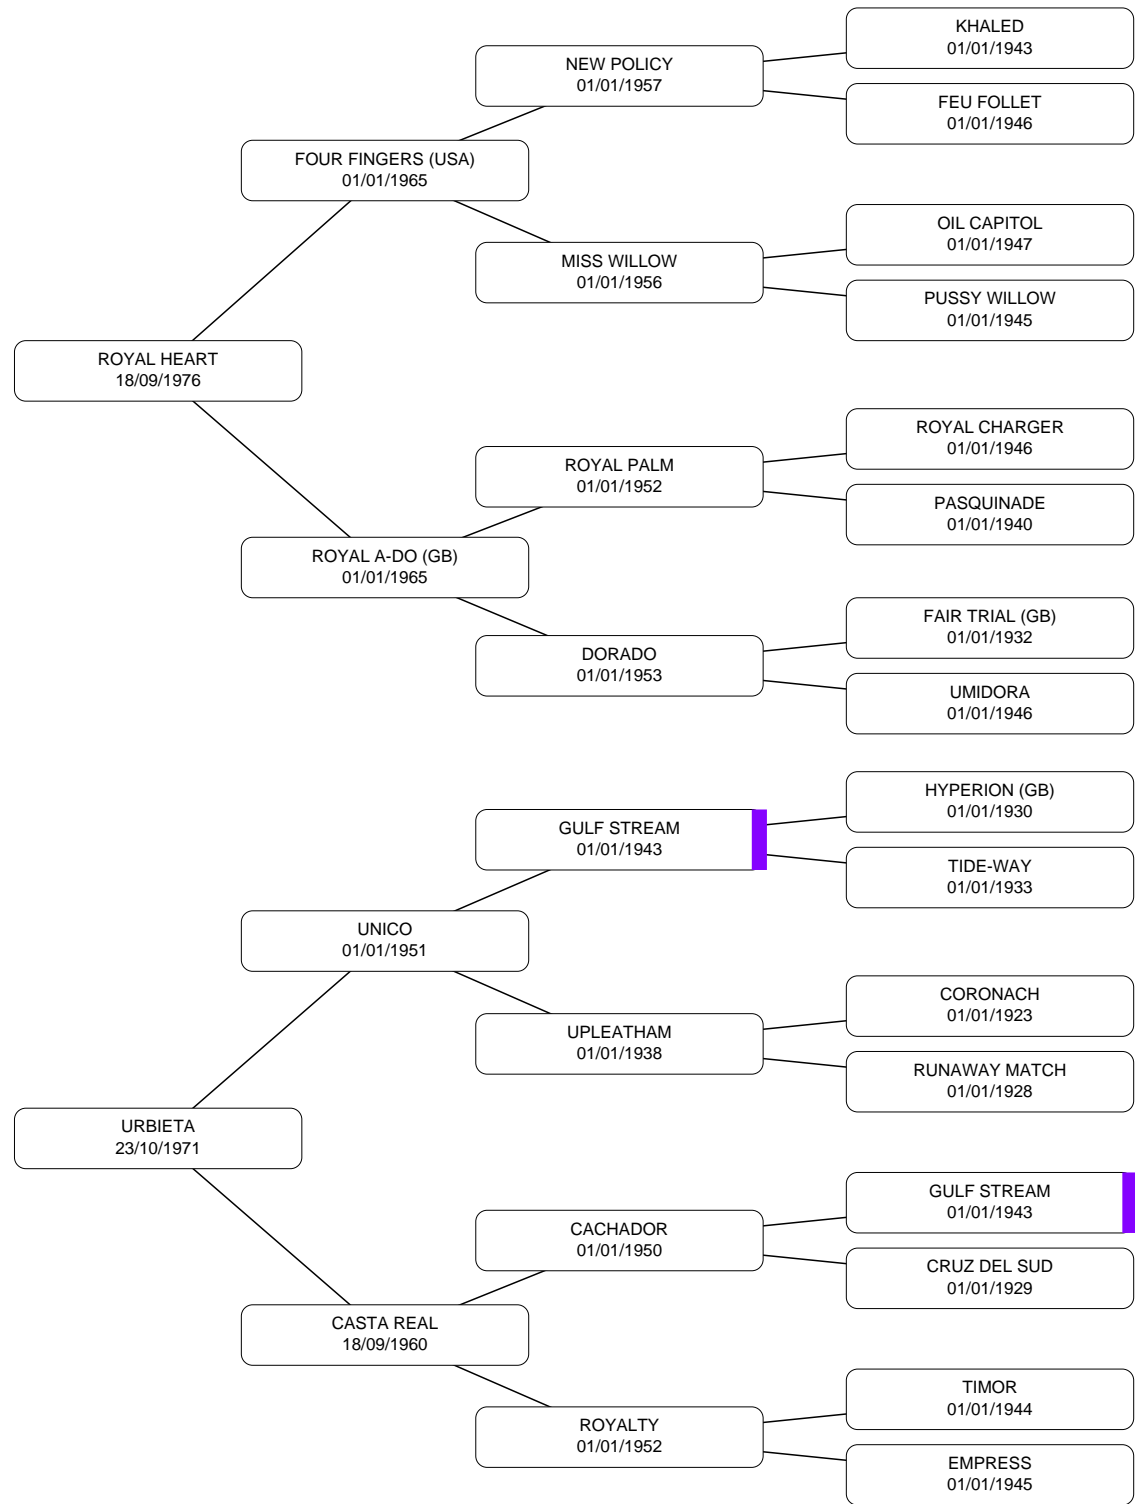 KHALED
01/01/1943
NEW POLICY
01/01/1957
FEU FOLLET
01/01/1946
FOUR FINGERS (USA)
01/01/1965
OIL CAPITOL
01/01/1947
MISS WILLOW
01/01/1956
PUSSY WILLOW
01/01/1945
ROYAL HEART
18/09/1976
ROYAL CHARGER
01/01/1946
ROYAL PALM
01/01/1952
PASQUINADE
01/01/1940
ROYAL A-DO (GB)
01/01/1965
FAIR TRIAL (GB)
01/01/1932
DORADO
01/01/1953
UMIDORA
01/01/1946
HYPERION (GB)
01/01/1930
GULF STREAM
01/01/1943
TIDE-WAY
01/01/1933
UNICO
01/01/1951
CORONACH
01/01/1923
UPLEATHAM
01/01/1938
RUNAWAY MATCH
01/01/1928
URBIETA
23/10/1971
GULF STREAM
01/01/1943
CACHADOR
01/01/1950
CRUZ DEL SUD
01/01/1929
CASTA REAL
18/09/1960
TIMOR
01/01/1944
ROYALTY
01/01/1952
EMPRESS
01/01/1945